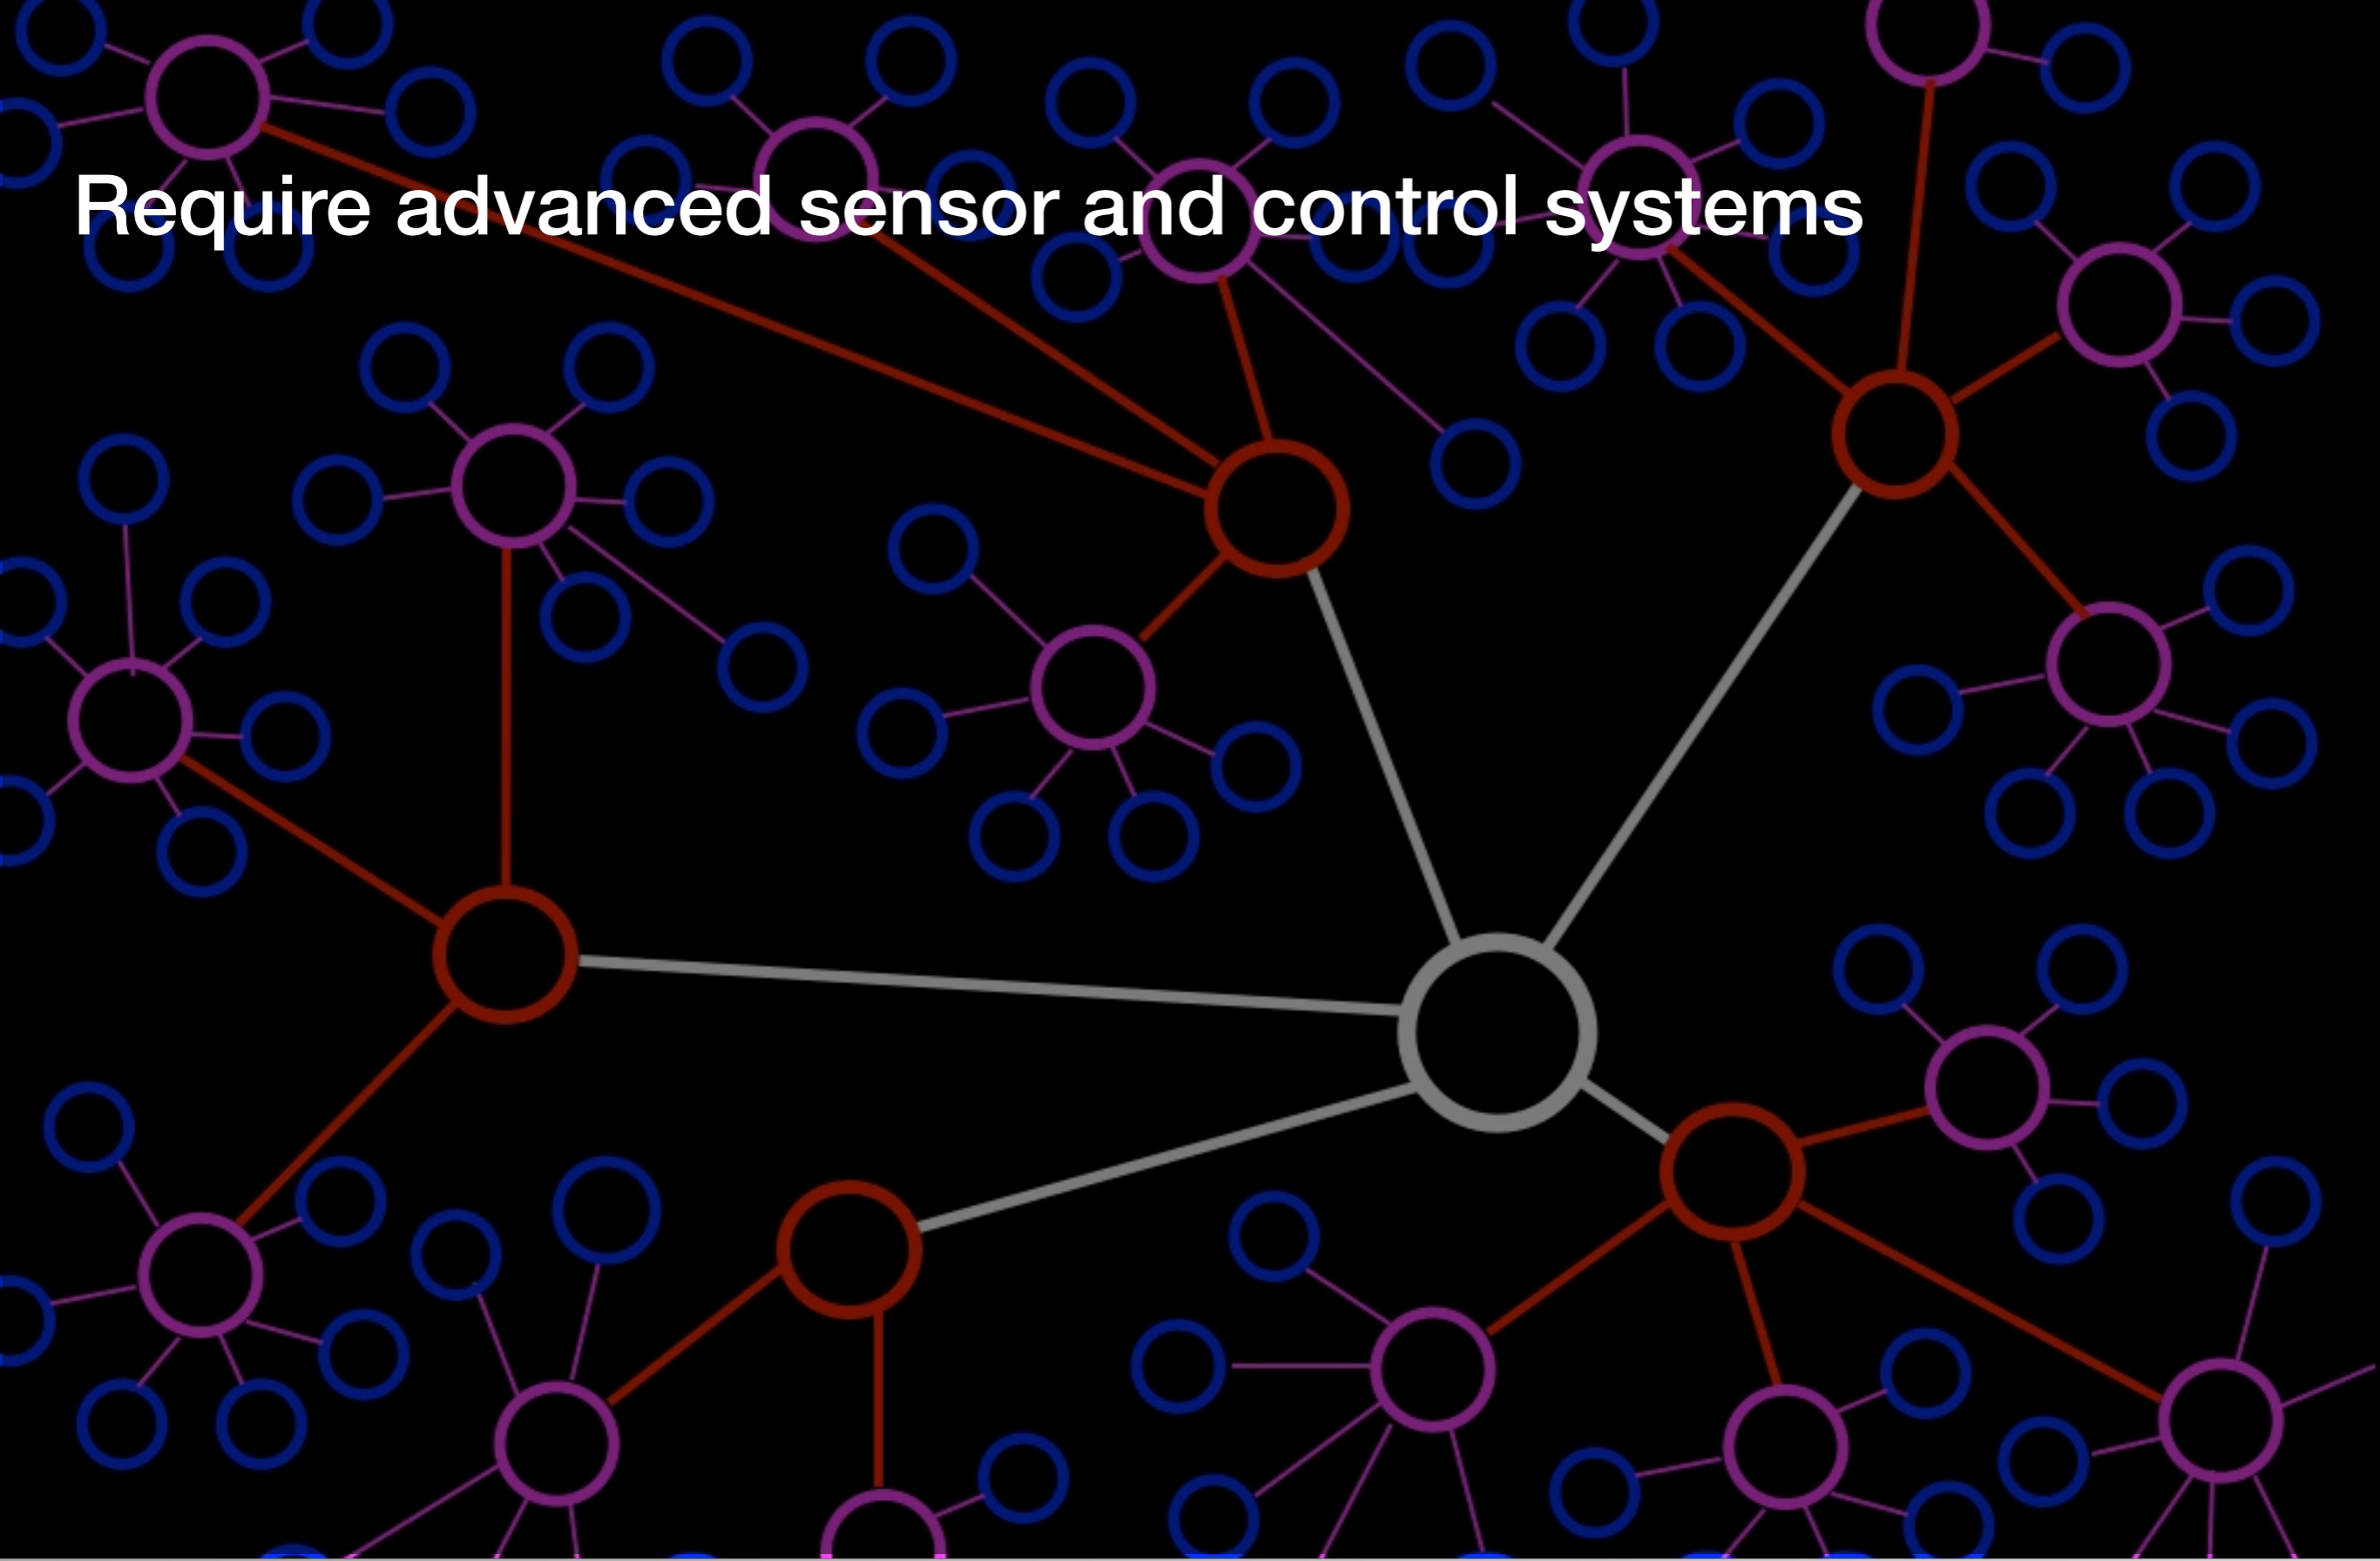 Require advanced sensor and control systems